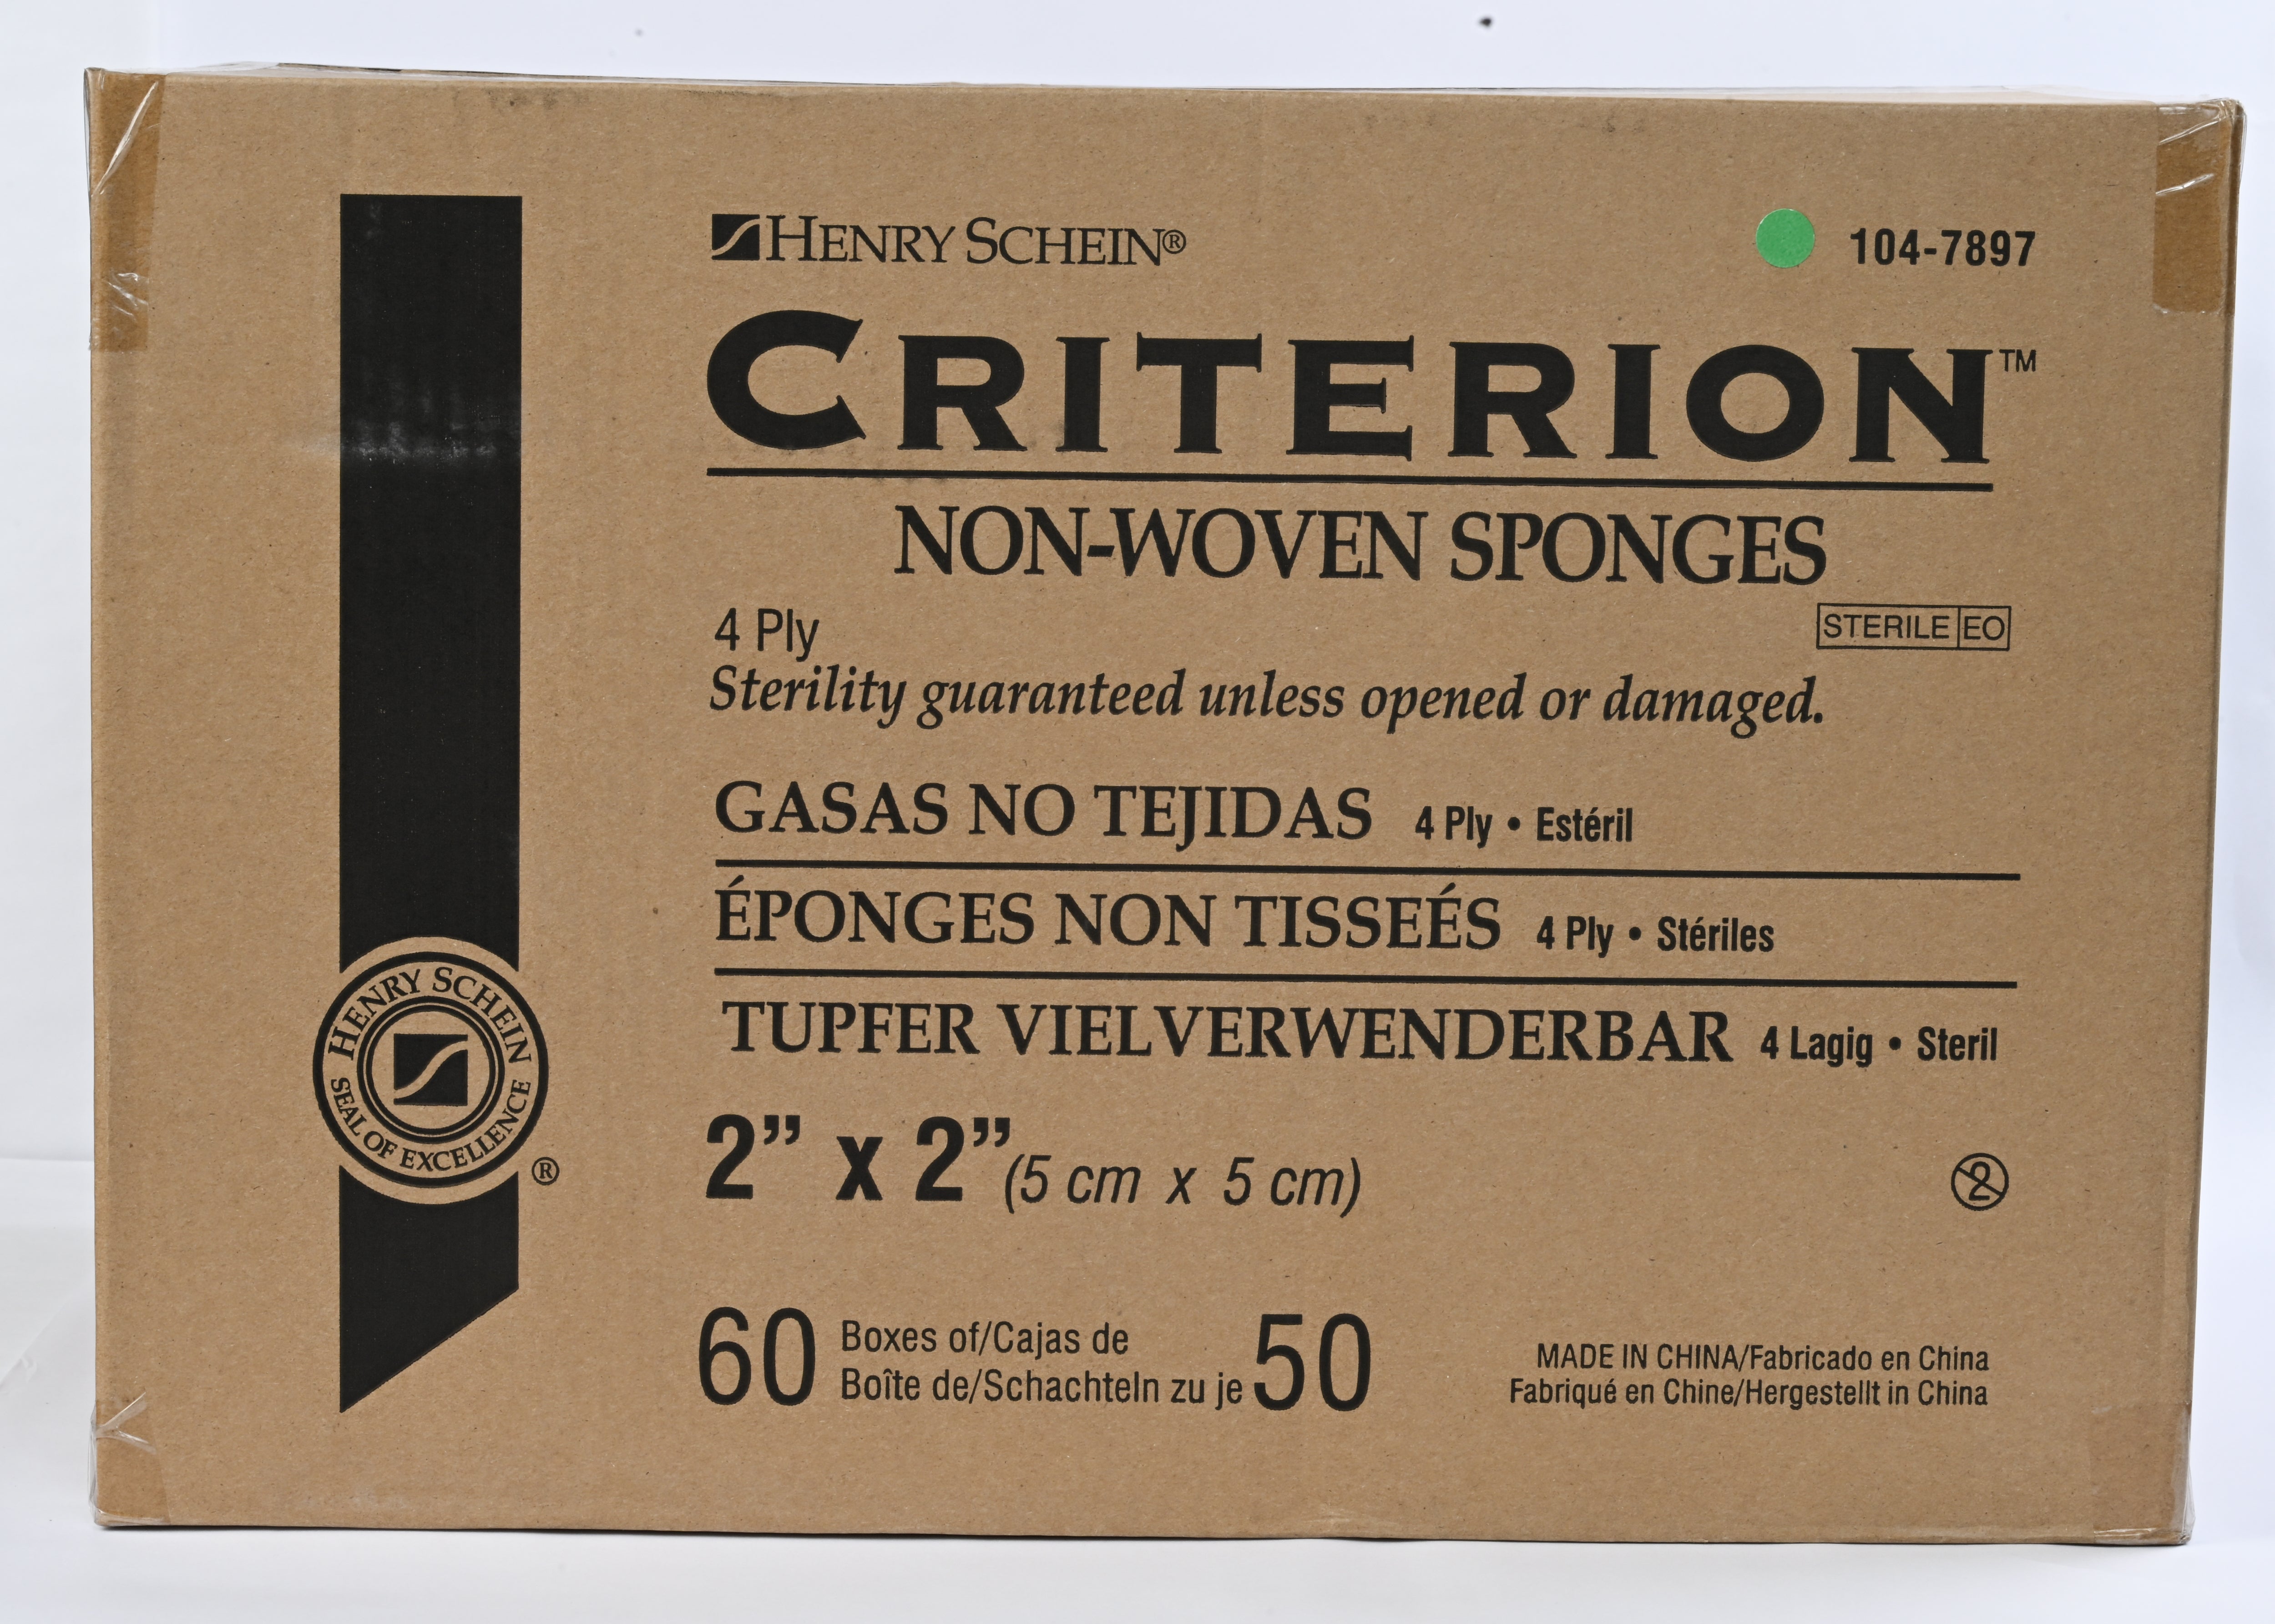 HENRY SCHEIN®
104-7897
CRITERION™
NON-WOVEN SPONGES
4 Ply
STERILE EO
Sterility guaranteed unless opened or damaged.
GASAS NO TEJIDAS 4 Ply • Estéril
ÉPONGES NON TISSEÉS 4 Ply • Stériles
TUPFER VIELVERWENDERBAR 4 Lagig • Steril
HENRY SCHEIN
SEAL OF EXCELLENCE
®
2” x 2” (5 cm x 5 cm)
2
60 Boxes of/Cajas de
Boîte de/Schachteln zu je 50
MADE IN CHINA/Fabricado en China
Fabriqué en Chine/Hergestellt in China